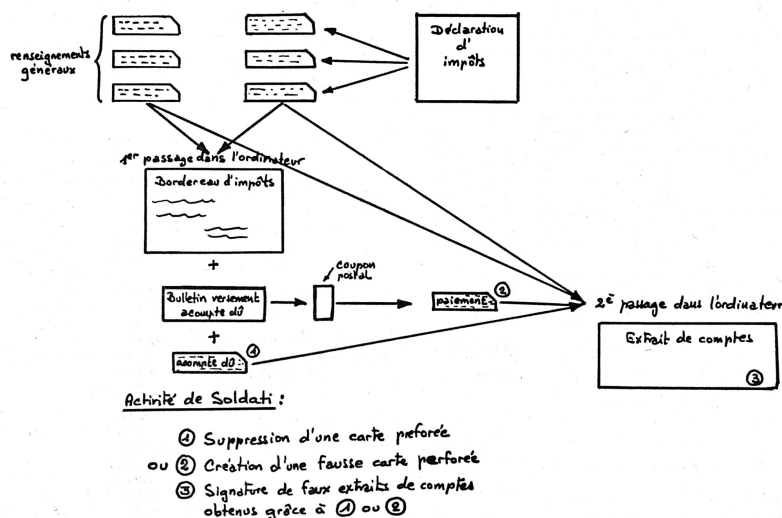 renseignements
généraux
Déclaration
d'
impôts
1er passage dans l'ordinateur
Bordereau d'impôts
+
Bulletin versement
acompte dû
coupon
postal
paiement
②
2è passage dans l'ordinateur
+
acompte dû
①
Extrait de comptes
③
Activité de Soldati :
① Suppression d'une carte préforée
ou ② Création d'une fausse carte perforée
③ Signature de faux extraits de comptes
obtenus grâce à ① ou ②